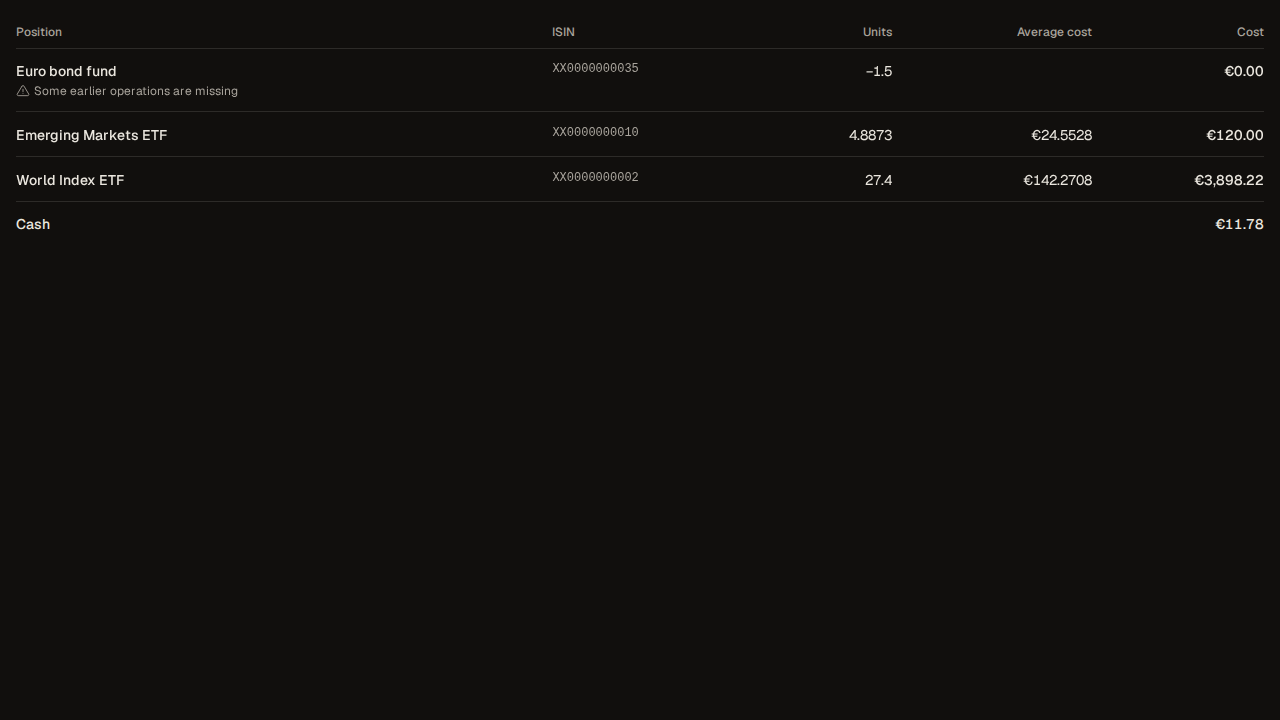 Position ISIN Units Average cost Cost
Euro bond fund XX0000000035 −1.5 €0.00
Some earlier operations are missing
Emerging Markets ETF XX0000000010 4.8873 €24.5528 €120.00
World Index ETF XX0000000002 27.4 €142.2708 €3,898.22
Cash €11.78